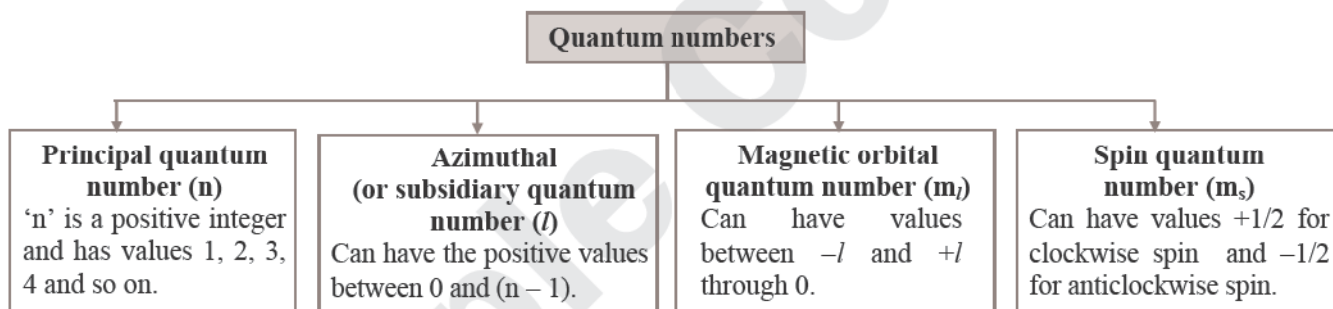 Quantum numbers
Principal quantum
number (n)
‘n’ is a positive integer
and has values 1, 2, 3,
4 and so on.
Azimuthal
(or subsidiary quantum
number (l)
Can have the positive values
between 0 and (n – 1).
Magnetic orbital
quantum number (mₗ)
Can have values
between –l and +l
through 0.
Spin quantum
number (mₛ)
Can have values +1/2 for
clockwise spin and –1/2
for anticlockwise spin.